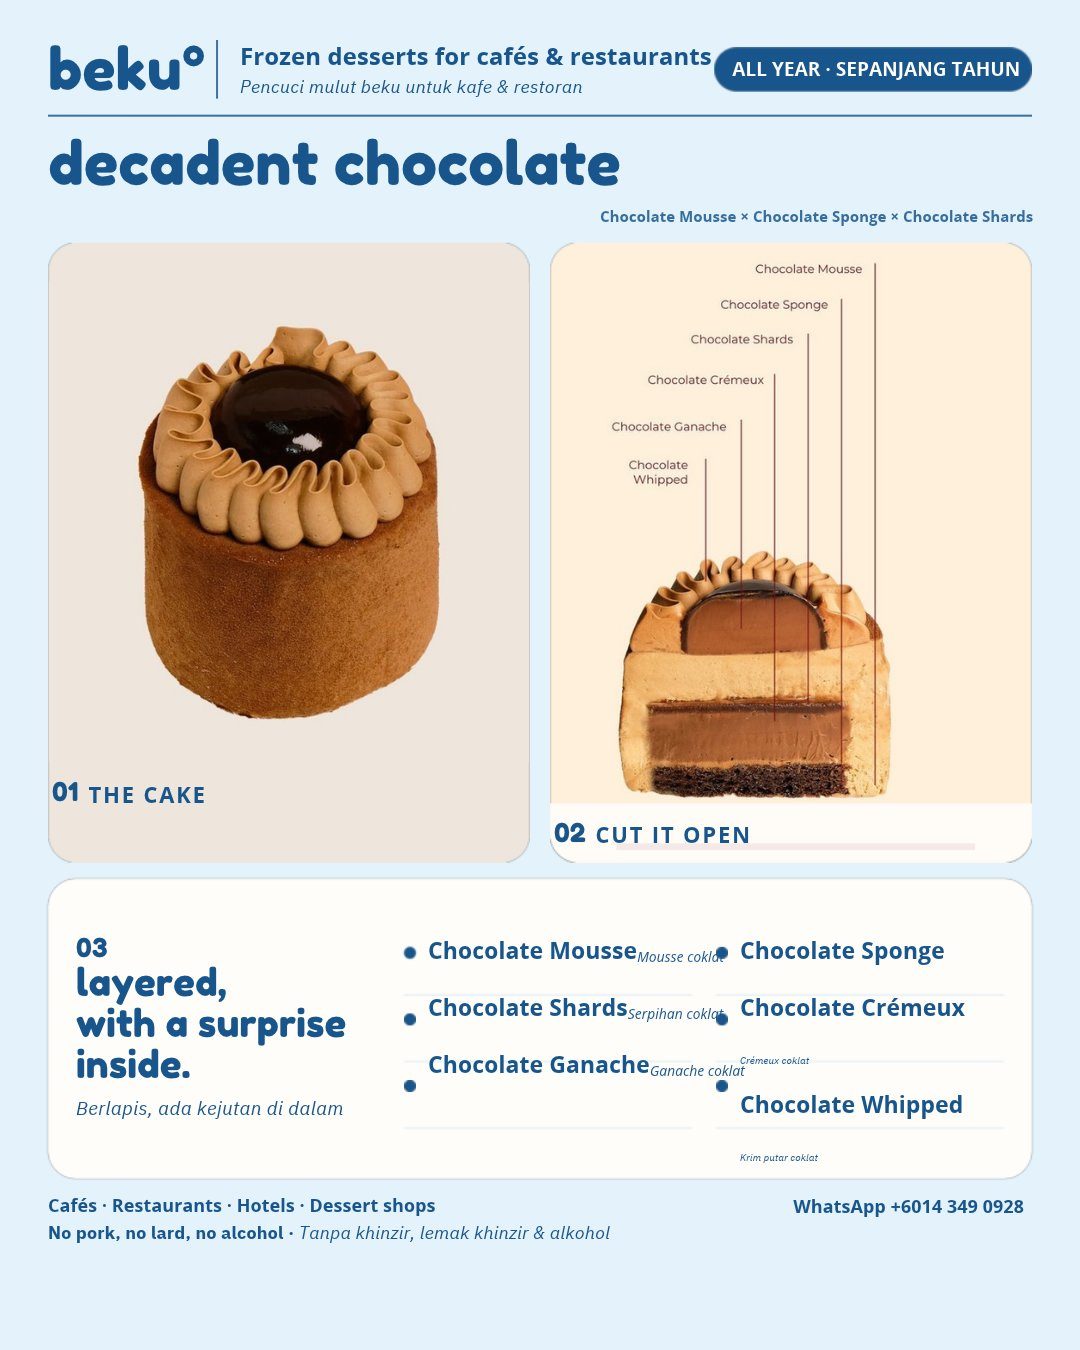 beku°
Frozen desserts for cafés & restaurants
Pencuci mulut beku untuk kafe & restoran
ALL YEAR · SEPANJANG TAHUN
decadent chocolate
Chocolate Mousse × Chocolate Sponge × Chocolate Shards
01 THE CAKE
Chocolate Mousse
Chocolate Sponge
Chocolate Shards
Chocolate Crémeux
Chocolate Ganache
Chocolate
Whipped
02 CUT IT OPEN
03
layered,
with a surprise
inside.
Berlapis, ada kejutan di dalam
Chocolate Mousse Mousse coklat
Chocolate Shards Serpihan coklat
Chocolate Ganache Ganache coklat
Chocolate Sponge
Chocolate Crémeux
Crémeux coklat
Chocolate Whipped
Krim putar coklat
Cafés · Restaurants · Hotels · Dessert shops
WhatsApp +6014 349 0928
No pork, no lard, no alcohol · Tanpa khinzir, lemak khinzir & alkohol